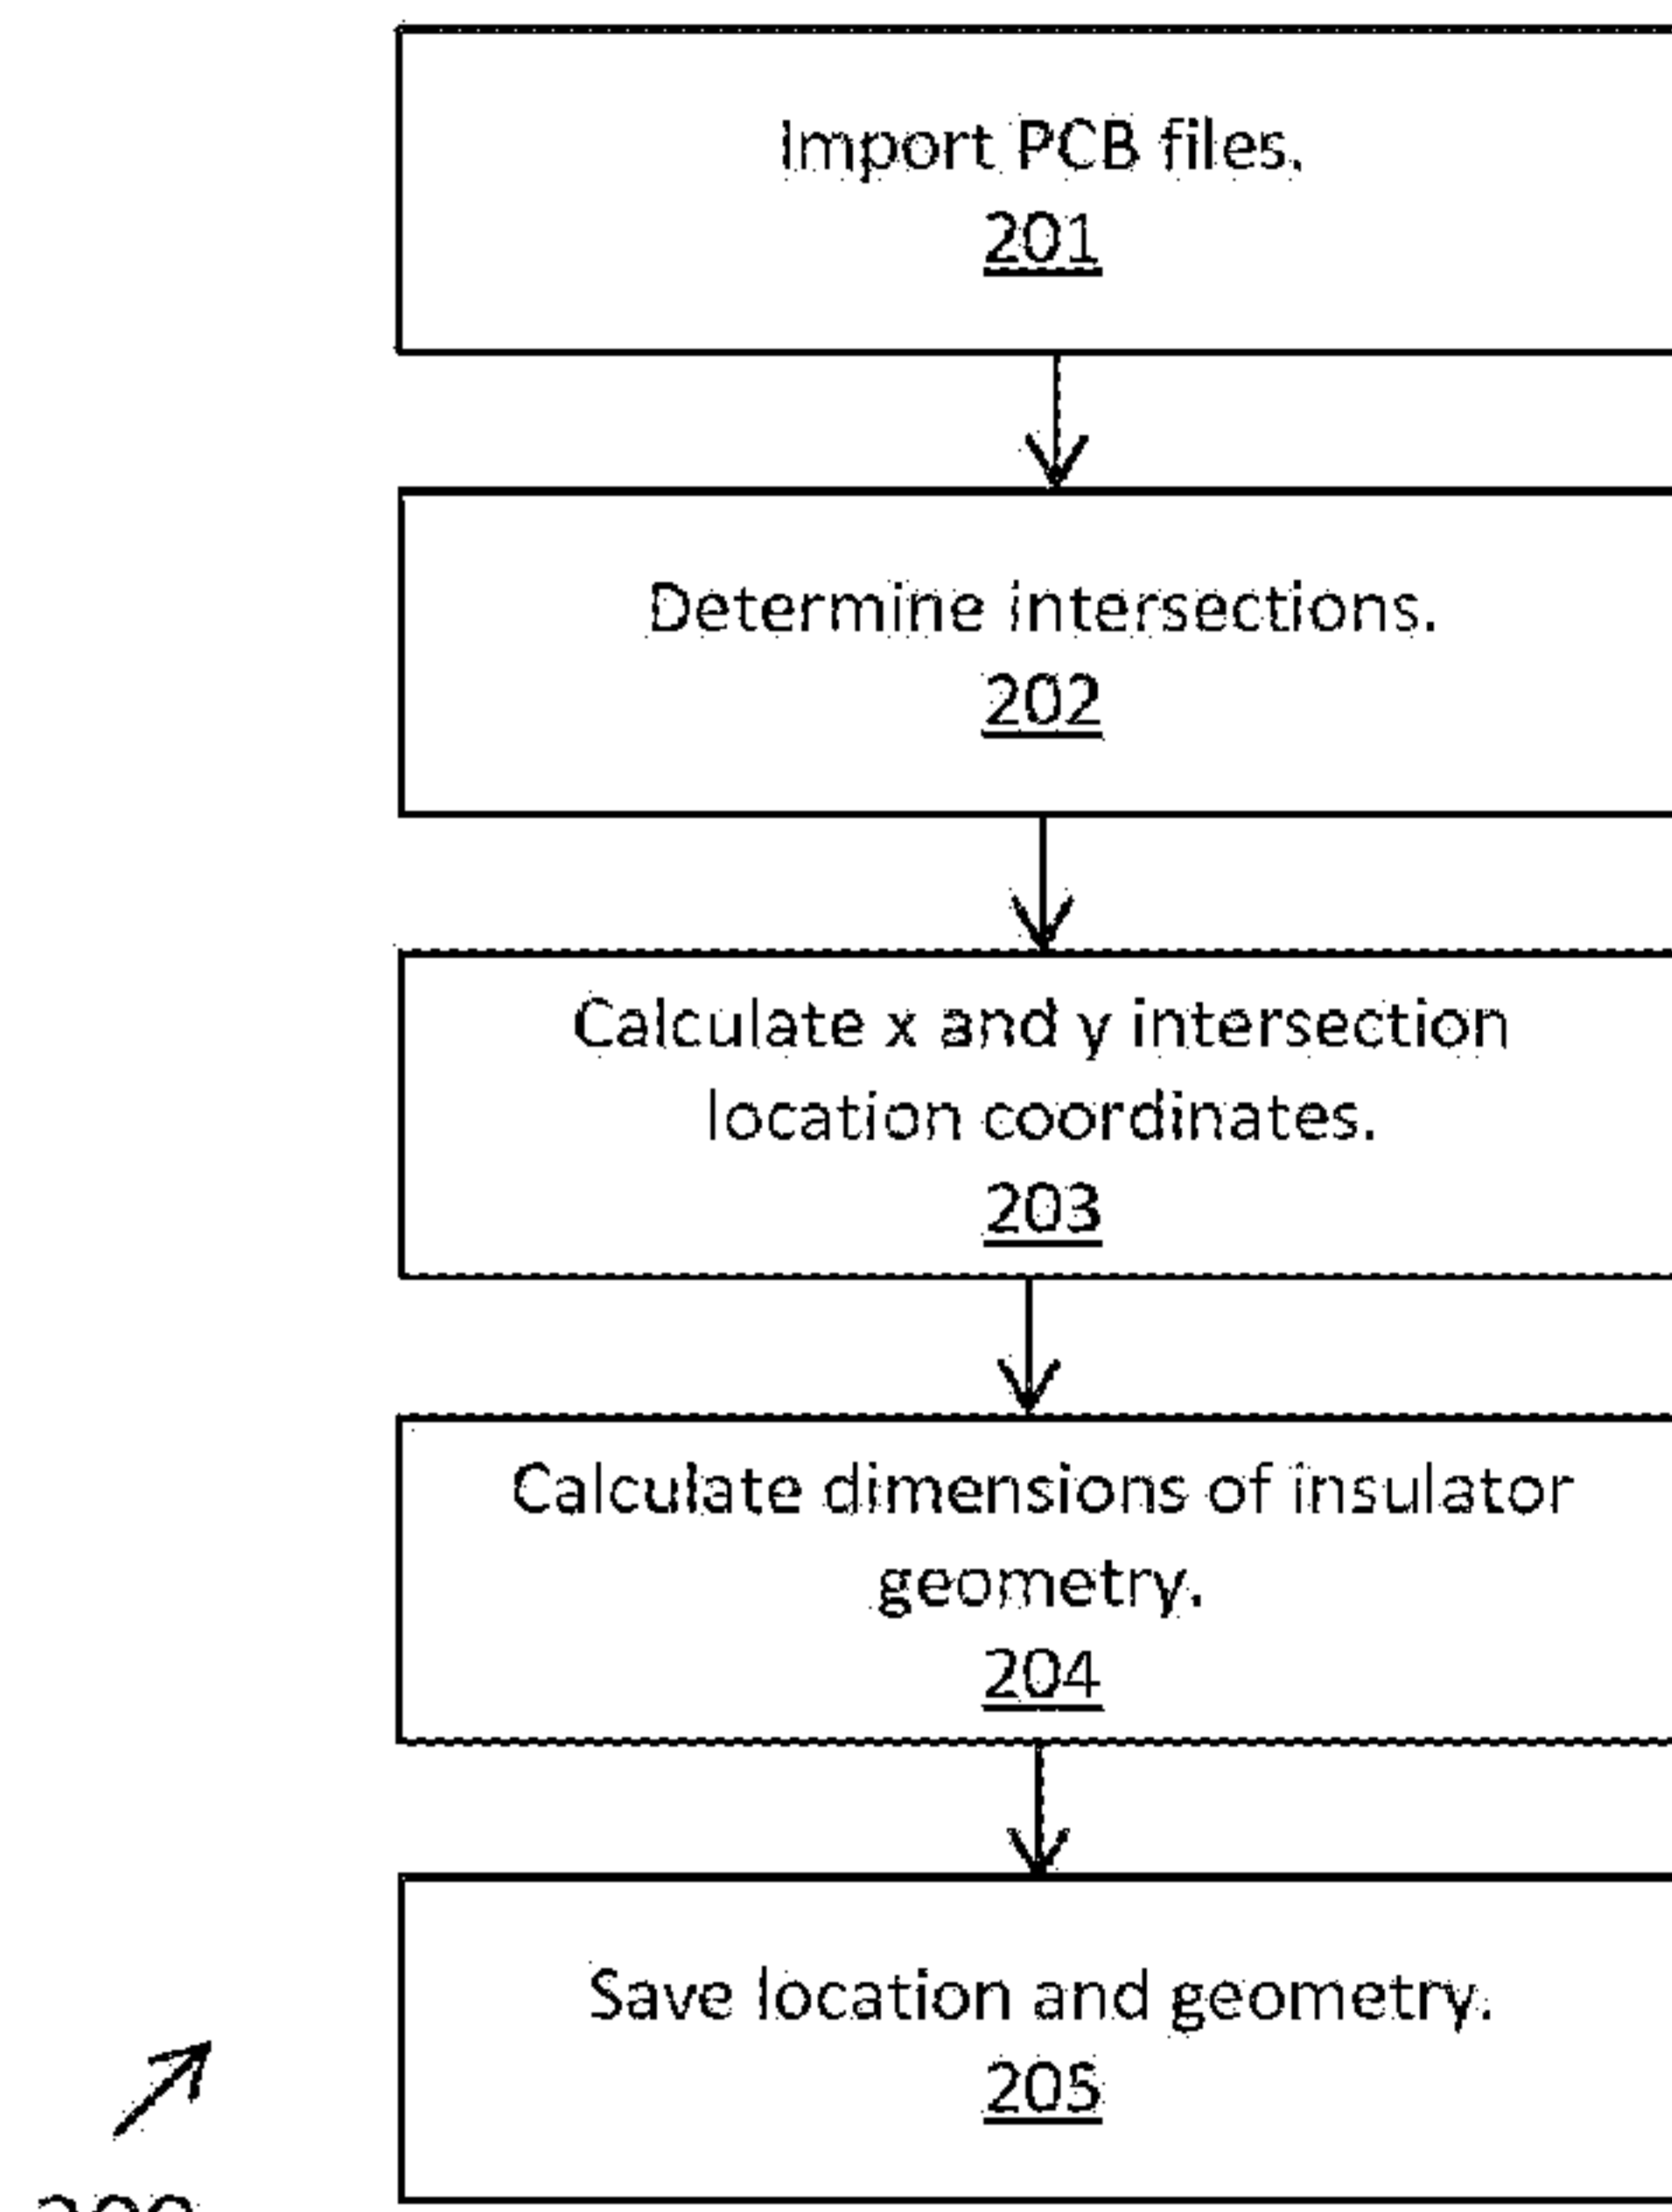 Import PCB files.
201
Determine intersections.
202
Calculate x and y intersection
location coordinates.
203
Calculate dimensions of insulator
geometry.
204
Save location and geometry.
205